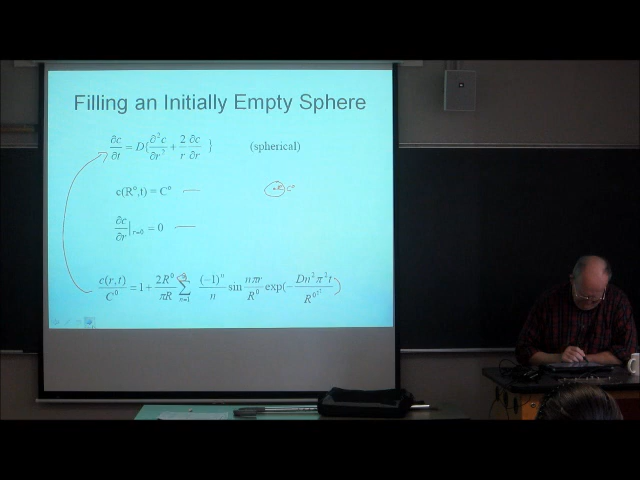 Filling an Initially Empty Sphere
∂c/∂t = D{∂²c/∂r² + 2/r ∂c/∂r } (spherical)
c(R⁰,t) = C⁰
∂c/∂r |r=0 = 0
c(r,t)/C⁰ = 1 + 2R⁰/πR ∑n=1 (−1)ⁿ/n sin nπr/R⁰ exp(− Dn²π²t/R⁰² )